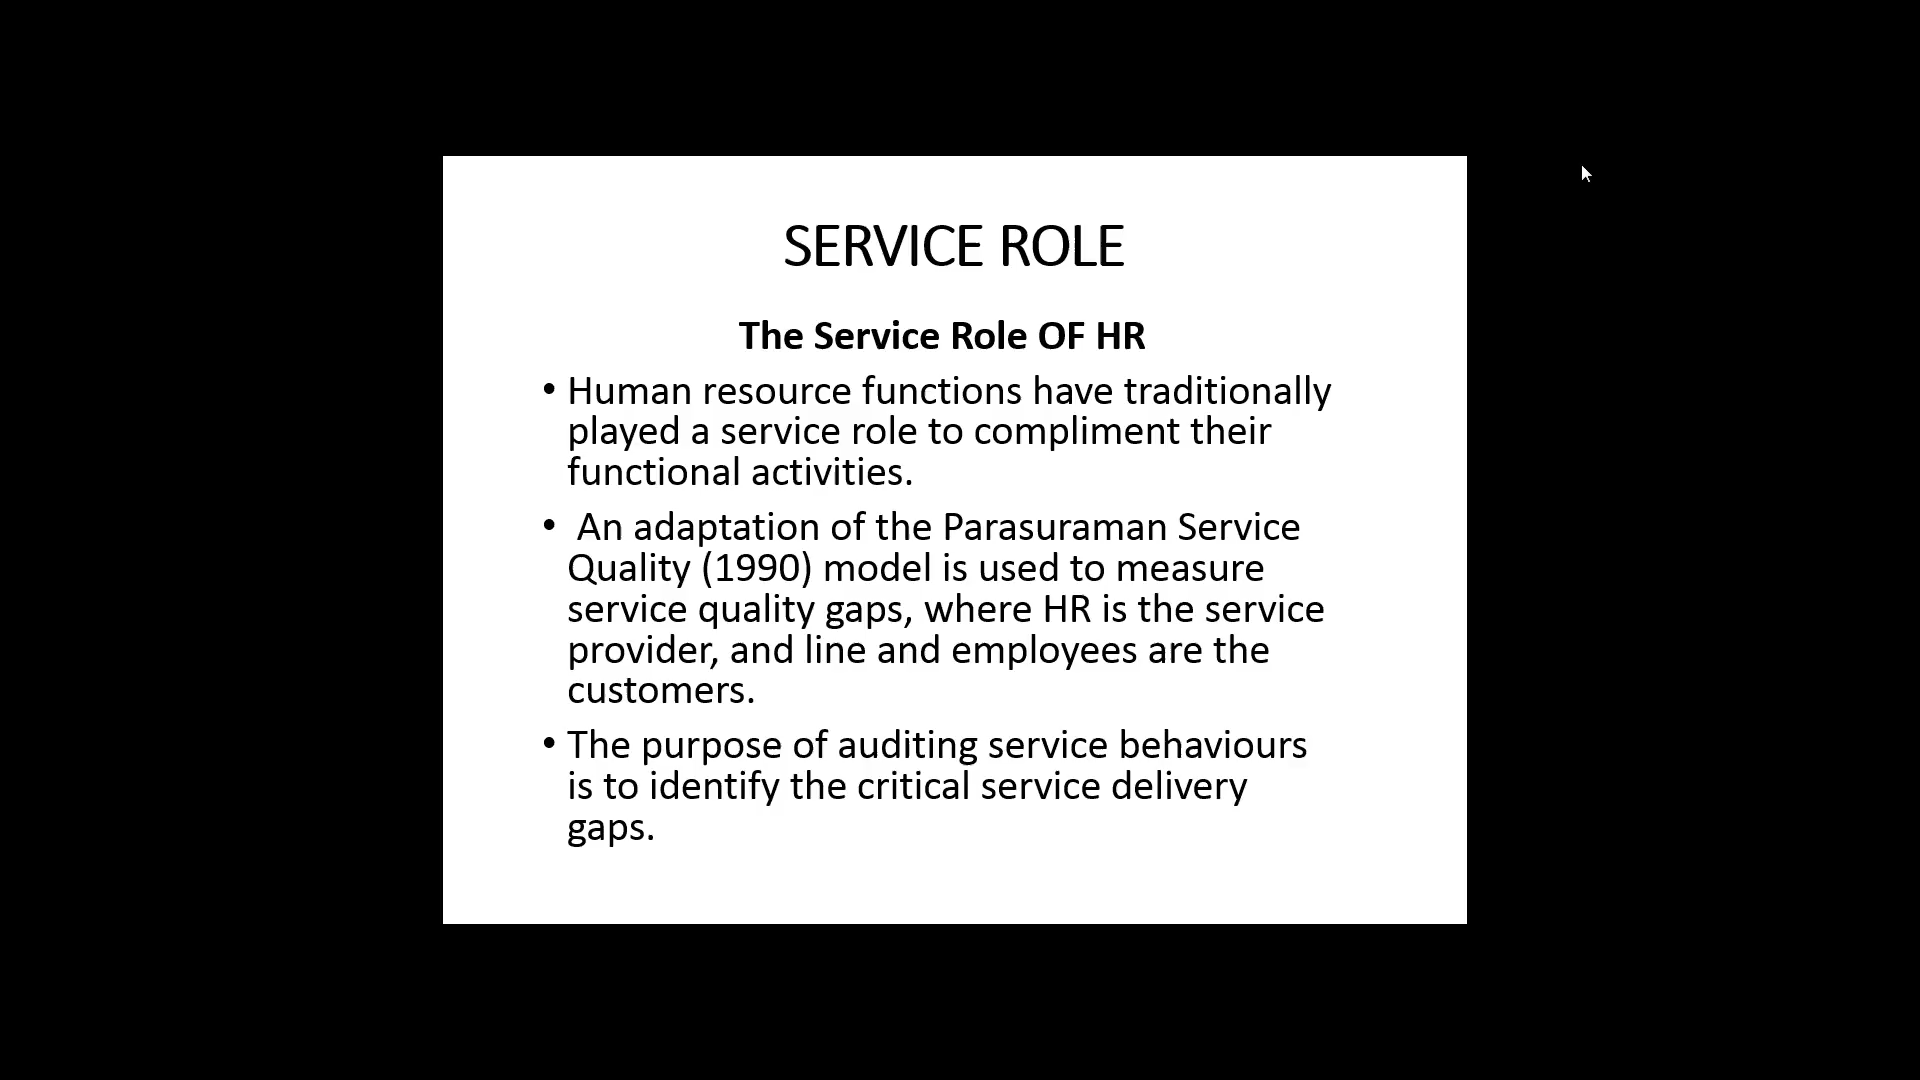 SERVICE ROLE
The Service Role OF HR
• Human resource functions have traditionally
played a service role to compliment their
functional activities.
• An adaptation of the Parasuraman Service
Quality (1990) model is used to measure
service quality gaps, where HR is the service
provider, and line and employees are the
customers.
• The purpose of auditing service behaviours
is to identify the critical service delivery
gaps.